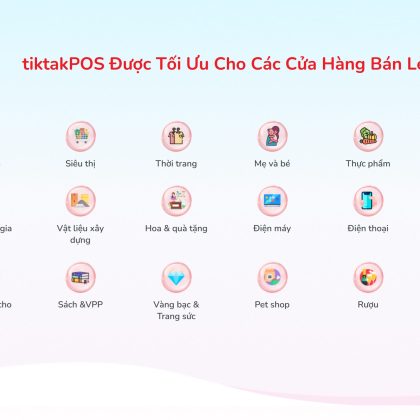 tiktakPOS Được Tối Ưu Cho Các Cửa Hàng Bán Lẻ
Siêu thị
Thời trang
Mẹ và bé
Thực phẩm
gia
Vật liệu xây
dựng
Hoa & quà tặng
Điện máy
Điện thoại
cho
Sách &VPP
Vàng bạc &
Trang sức
Pet shop
Rượu